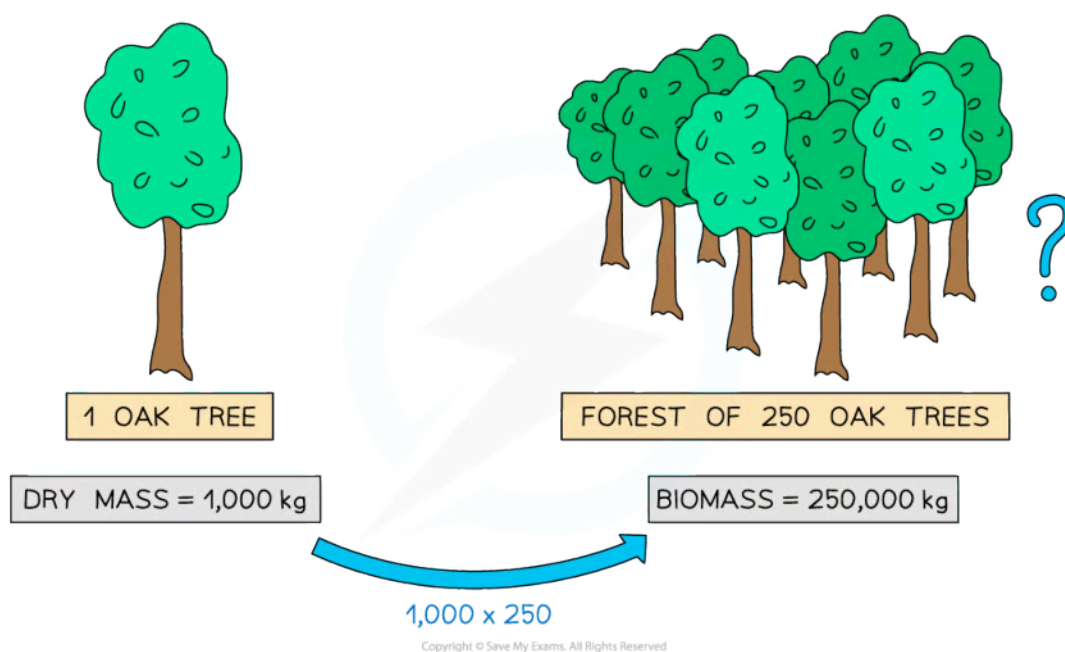 ?
1 OAK TREE
FOREST OF 250 OAK TREES
DRY MASS = 1,000 kg
BIOMASS = 250,000 kg
1,000 x 250
Copyright © Save My Exams. All Rights Reserved